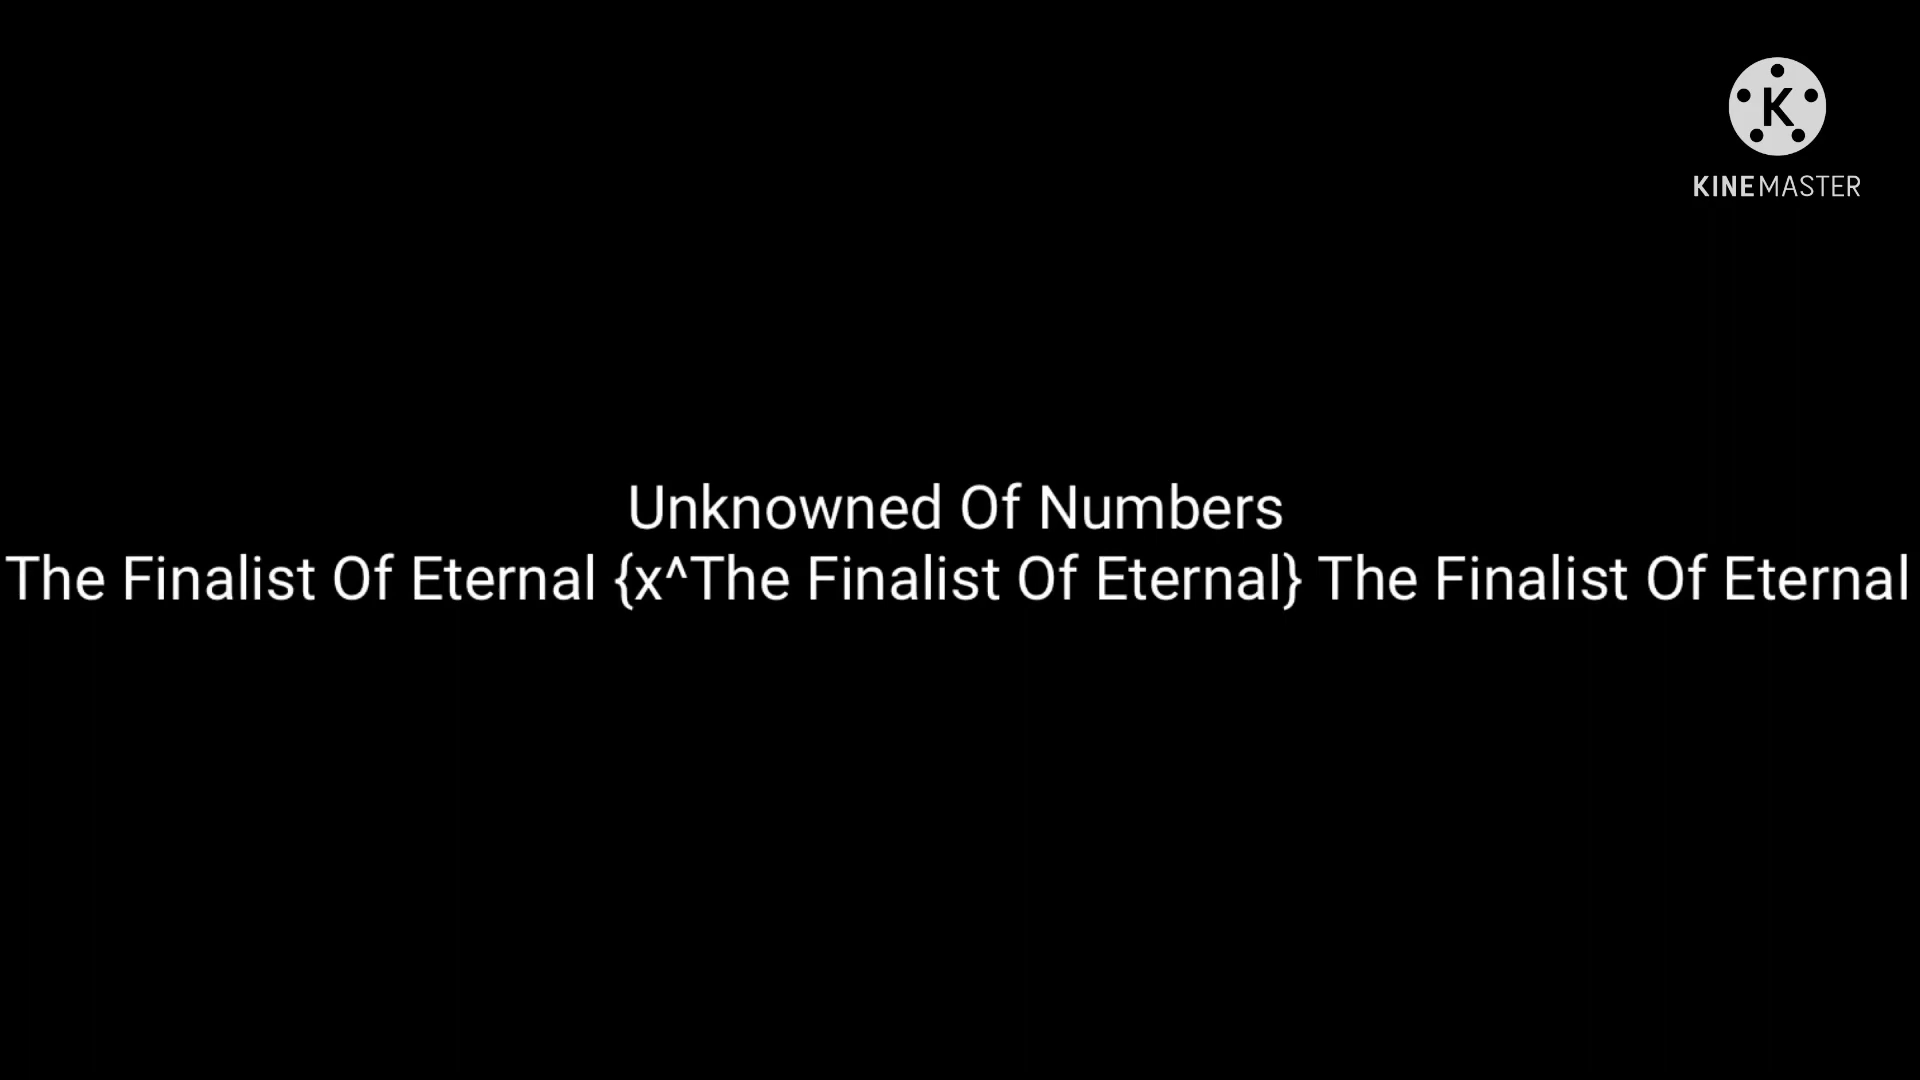 K
KINEMASTER
Unknowned Of Numbers
The Finalist Of Eternal {x^The Finalist Of Eternal} The Finalist Of Eternal